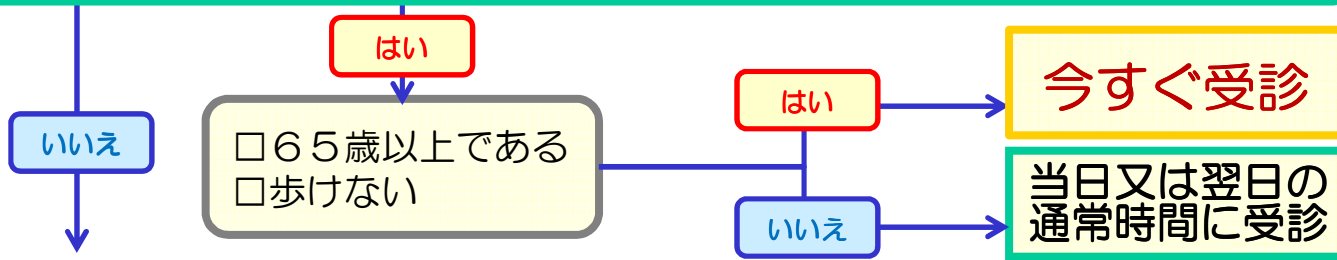 はい
いいえ
□６５歳以上である
□歩けない
はい
いいえ
今すぐ受診
当日又は翌日の
通常時間に受診